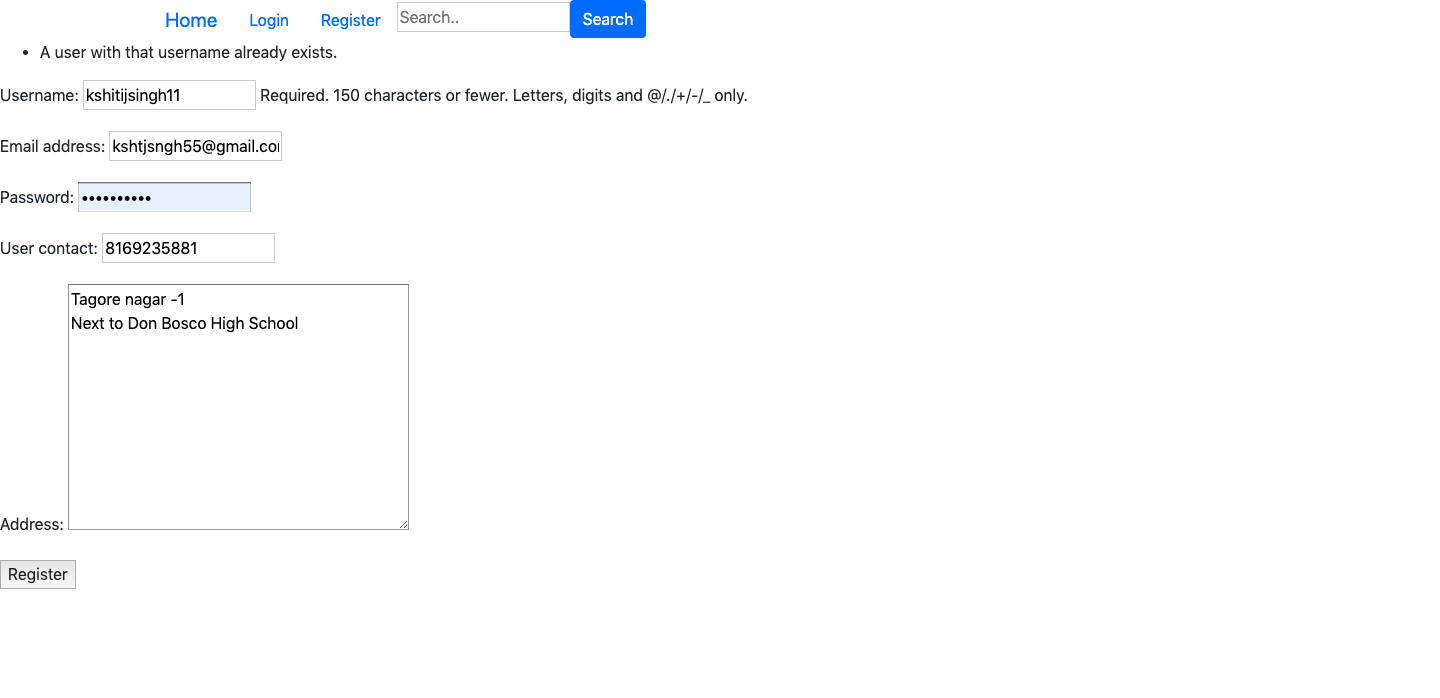 Home Login Register Search.. Search
• A user with that username already exists.
Username: kshitijsingh11 Required. 150 characters or fewer. Letters, digits and @/./+/-/_ only.
Email address: kshtjsngh55@gmail.co
Password: ••••••••••
User contact: 8169235881
Tagore nagar -1
Next to Don Bosco High School
Address:
Register